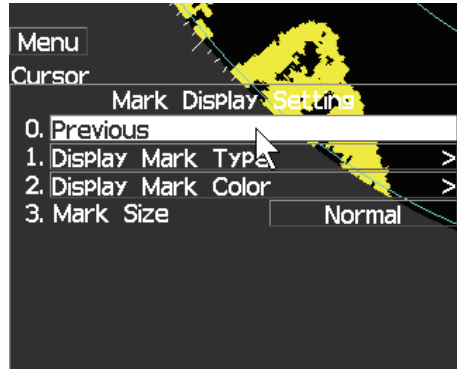 Menu
Cursor
Mark Display Setting
0. Previous
1. Display Mark Type >
2. Display Mark Color >
3. Mark Size Normal